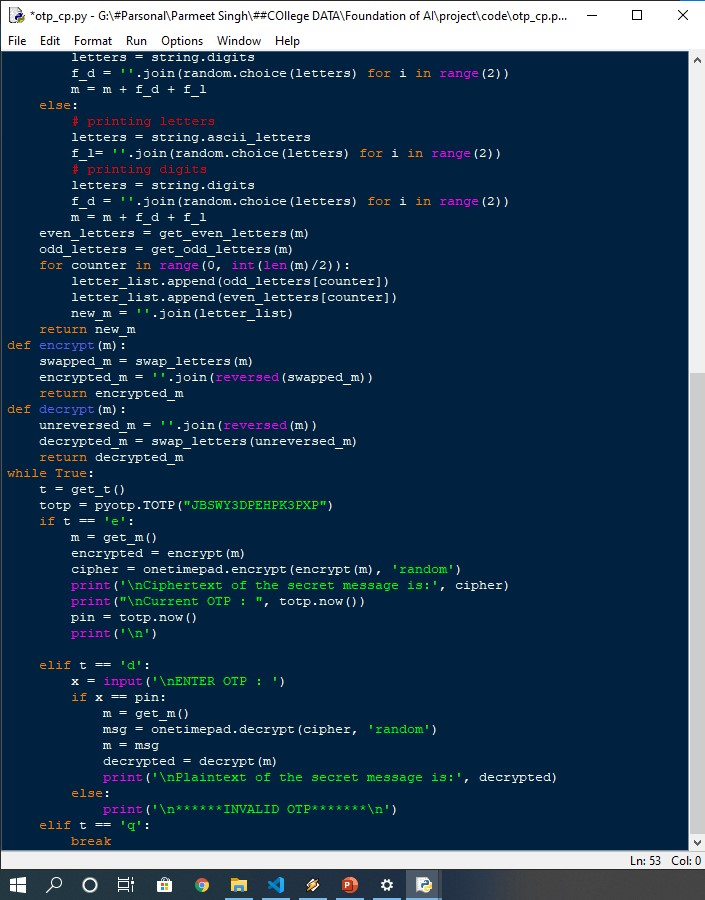 *otp_cp.py - G:\#Parsonal\Parmeet Singh\##COllege DATA\Foundation of AI\project\code\otp_cp.p...
File Edit Format Run Options Window Help
        letters = string.digits
        f_d = ''.join(random.choice(letters) for i in range(2))
        m = m + f_d + f_l
    else:
        # printing letters
        letters = string.ascii_letters
        f_l= ''.join(random.choice(letters) for i in range(2))
        # printing digits
        letters = string.digits
        f_d = ''.join(random.choice(letters) for i in range(2))
        m = m + f_d + f_l
    even_letters = get_even_letters(m)
    odd_letters = get_odd_letters(m)
    for counter in range(0, int(len(m)/2)):
        letter_list.append(odd_letters[counter])
        letter_list.append(even_letters[counter])
        new_m = ''.join(letter_list)
    return new_m
def encrypt(m):
    swapped_m = swap_letters(m)
    encrypted_m = ''.join(reversed(swapped_m))
    return encrypted_m
def decrypt(m):
    unreversed_m = ''.join(reversed(m))
    decrypted_m = swap_letters(unreversed_m)
    return decrypted_m
while True:
    t = get_t()
    totp = pyotp.TOTP("JBSWY3DPEHPK3PXP")
    if t == 'e':
        m = get_m()
        encrypted = encrypt(m)
        cipher = onetimepad.encrypt(encrypt(m), 'random')
        print('\nCiphertext of the secret message is:', cipher)
        print("\nCurrent OTP : ", totp.now())
        pin = totp.now()
        print('\n')
    elif t == 'd':
        x = input('\nENTER OTP : ')
        if x == pin:
            m = get_m()
            msg = onetimepad.decrypt(cipher, 'random')
            m = msg
            decrypted = decrypt(m)
            print('\nPlaintext of the secret message is:', decrypted)
        else:
            print('\n******INVALID OTP*******\n')
    elif t == 'q':
        break
Ln: 53 Col: 0